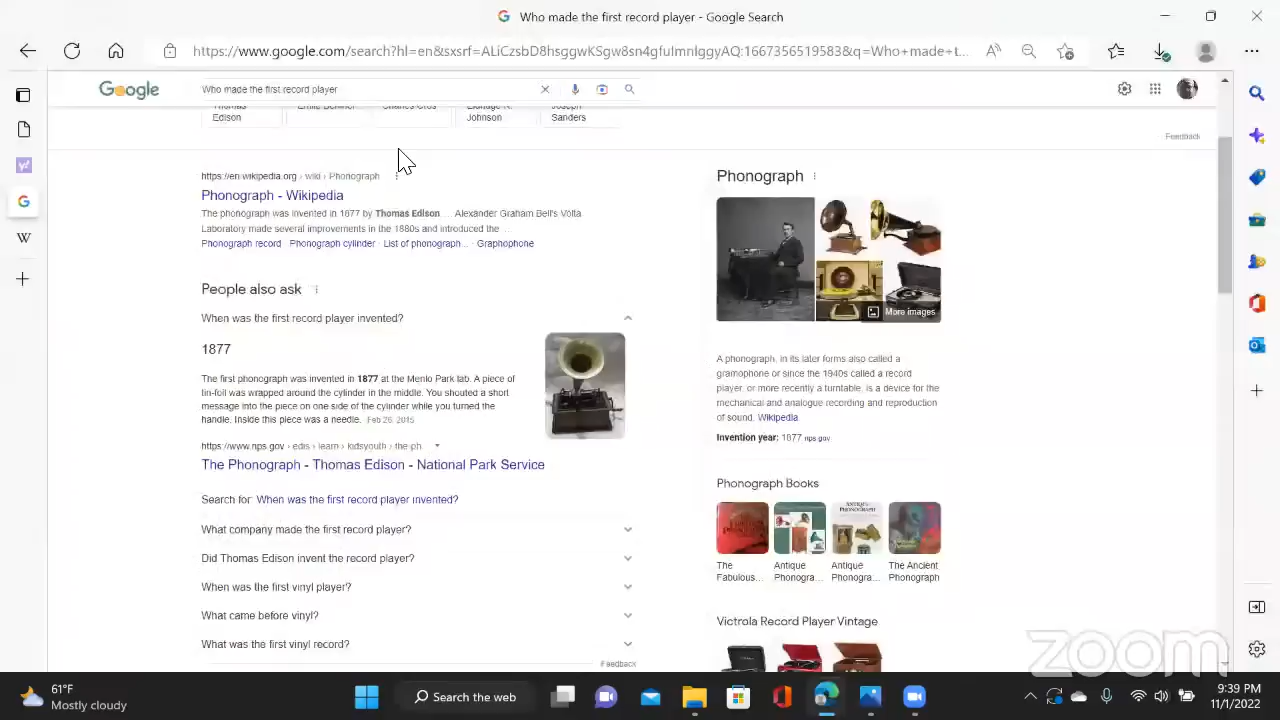 Who made the first record player - Google Search
Google
Who made the first record player
Thomas
Edison
Emile Berliner
Charles Cros
Eldridge R.
Johnson
Joseph
Sanders
Feedback
https://en.wikipedia.org › wiki › Phonograph
Phonograph - Wikipedia
The phonograph was invented in 1877 by Thomas Edison ... Alexander Graham Bell's Volta
Laboratory made several improvements in the 1880s and introduced the ...
Phonograph record · Phonograph cylinder · List of phonograph... · Graphophone
People also ask
When was the first record player invented?
1877
The first phonograph was invented in 1877 at the Menlo Park lab. A piece of
tin-foil was wrapped around the cylinder in the middle. You shouted a short
message into the piece on one side of the cylinder while you turned the
handle. Inside this piece was a needle. Feb 26, 2015
https://www.nps.gov › edis › learn › kidsyouth › the-ph
The Phonograph - Thomas Edison - National Park Service
Search for: When was the first record player invented?
What company made the first record player?
Did Thomas Edison invent the record player?
When was the first vinyl player?
What came before vinyl?
What was the first vinyl record?
Feedback
Phonograph
More images
A phonograph, in its later forms also called a
gramophone or since the 1940s called a record
player, or more recently a turntable, is a device for the
mechanical and analogue recording and reproduction
of sound. Wikipedia
Invention year: 1877 nps.gov
Phonograph Books
The
Fabulous...
Antique
Phonogra...
Antique
Phonogra...
The Ancient
Phonograph
Victrola Record Player Vintage
zoom
61°F
Mostly cloudy
Search the web
9:39 PM
11/1/2022